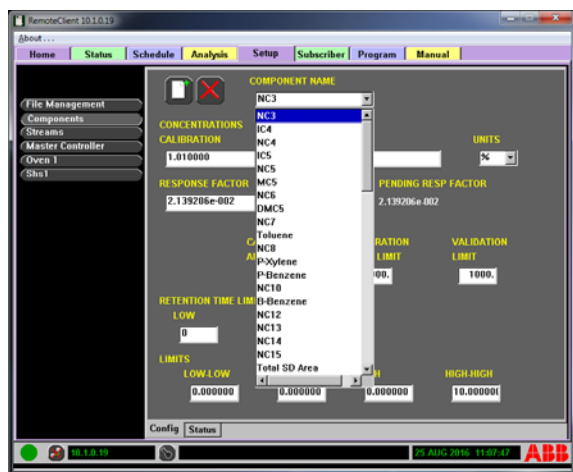 RemoteClient 10.1.0.19
About ...
Home Status Schedule Analysis Setup Subscriber Program Manual
File Management
Components
Streams
Master Controller
Oven 1
Shs1
COMPONENT NAME
NC3
NC3
IC4
NC4
IC5
NC5
MC5
NC6
DMC5
NC7
Toluene
NC8
P-Xylene
P-Benzene
NC10
B-Benzene
NC12
NC13
NC14
NC15
Total SD Area
CONCENTRATIONS
CALIBRATION UNITS
1.010000 %
RESPONSE FACTOR PENDING RESP FACTOR
2.139206e-002 2.139206e-002
VALIDATION
LIMIT LIMIT
1000.
RETENTION TIME
LOW
0
LIMITS
LOW-LOW HIGH-HIGH
0.000000 0.000000 0.000000
Config Status
10.1.0.19 25 AUG 2016 11:07:47 ABB